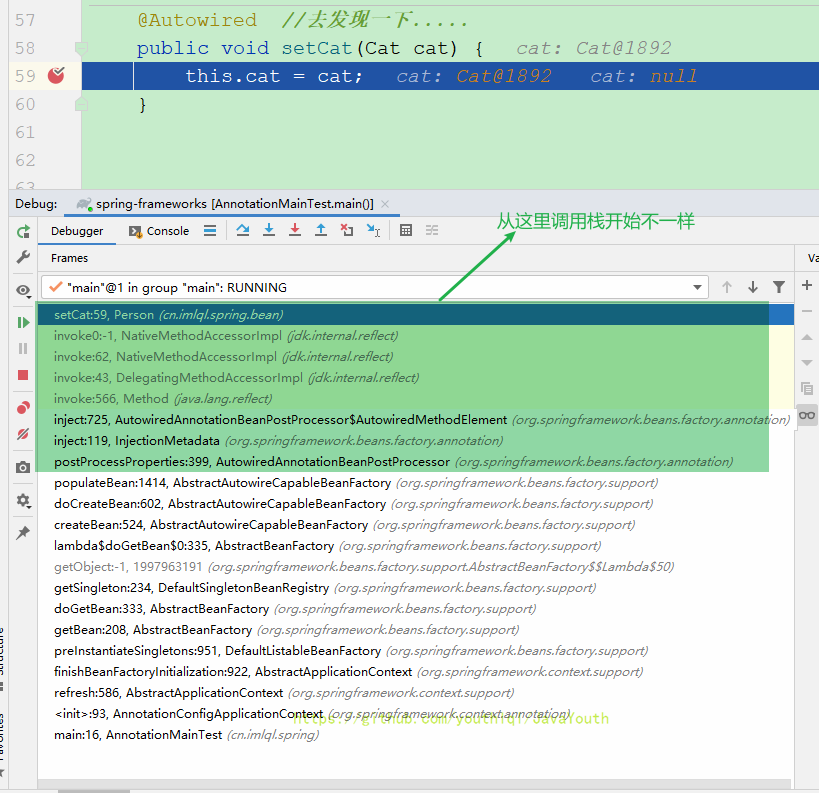 57 @Autowired //去发现一下.....
58 public void setCat(Cat cat) { cat: Cat@1892
59 this.cat = cat; cat: Cat@1892 cat: null
60 }
61
62
63
Debug: spring-frameworks [AnnotationMainTest.main()]
从这里调用栈开始不一样
Debugger Console
Frames Va
"main"@1 in group "main": RUNNING
setCat:59, Person (cn.imlql.spring.bean)
invoke0:-1, NativeMethodAccessorImpl (jdk.internal.reflect)
invoke:62, NativeMethodAccessorImpl (jdk.internal.reflect)
invoke:43, DelegatingMethodAccessorImpl (jdk.internal.reflect)
invoke:566, Method (java.lang.reflect)
inject:725, AutowiredAnnotationBeanPostProcessor$AutowiredMethodElement (org.springframework.beans.factory.annotation)
inject:119, InjectionMetadata (org.springframework.beans.factory.annotation)
postProcessProperties:399, AutowiredAnnotationBeanPostProcessor (org.springframework.beans.factory.annotation)
populateBean:1414, AbstractAutowireCapableBeanFactory (org.springframework.beans.factory.support)
doCreateBean:602, AbstractAutowireCapableBeanFactory (org.springframework.beans.factory.support)
createBean:524, AbstractAutowireCapableBeanFactory (org.springframework.beans.factory.support)
lambda$doGetBean$0:335, AbstractBeanFactory (org.springframework.beans.factory.support)
getObject:-1, 1997963191 (org.springframework.beans.factory.support.AbstractBeanFactory$$Lambda$50)
getSingleton:234, DefaultSingletonBeanRegistry (org.springframework.beans.factory.support)
doGetBean:333, AbstractBeanFactory (org.springframework.beans.factory.support)
getBean:208, AbstractBeanFactory (org.springframework.beans.factory.support)
preInstantiateSingletons:951, DefaultListableBeanFactory (org.springframework.beans.factory.support)
finishBeanFactoryInitialization:922, AbstractApplicationContext (org.springframework.context.support)
refresh:586, AbstractApplicationContext (org.springframework.context.support)
<init>:93, AnnotationConfigApplicationContext (org.springframework.context.annotation)
https://github.com/youthlql/JavaYouth
main:16, AnnotationMainTest (cn.imlql.spring)